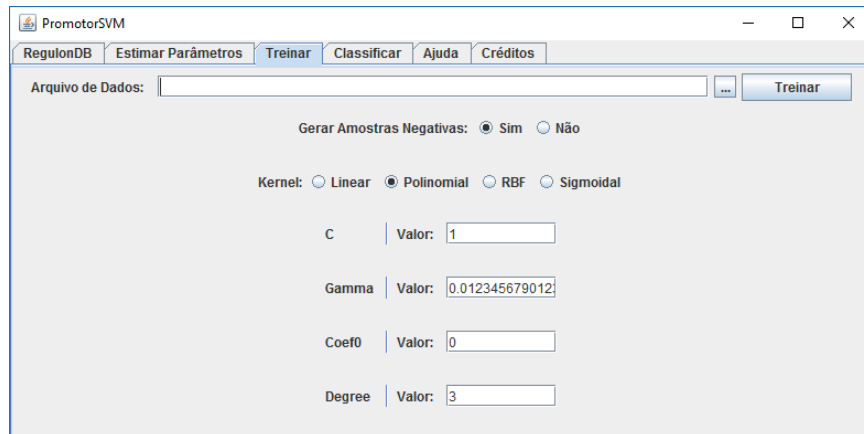 PromotorSVM
RegulonDB Estimar Parâmetros Treinar Classificar Ajuda Créditos
Arquivo de Dados: ... Treinar
Gerar Amostras Negativas: Sim Não
Kernel: Linear Polinomial RBF Sigmoidal
C Valor: 1
Gamma Valor: 0.012345679012
Coef0 Valor: 0
Degree Valor: 3